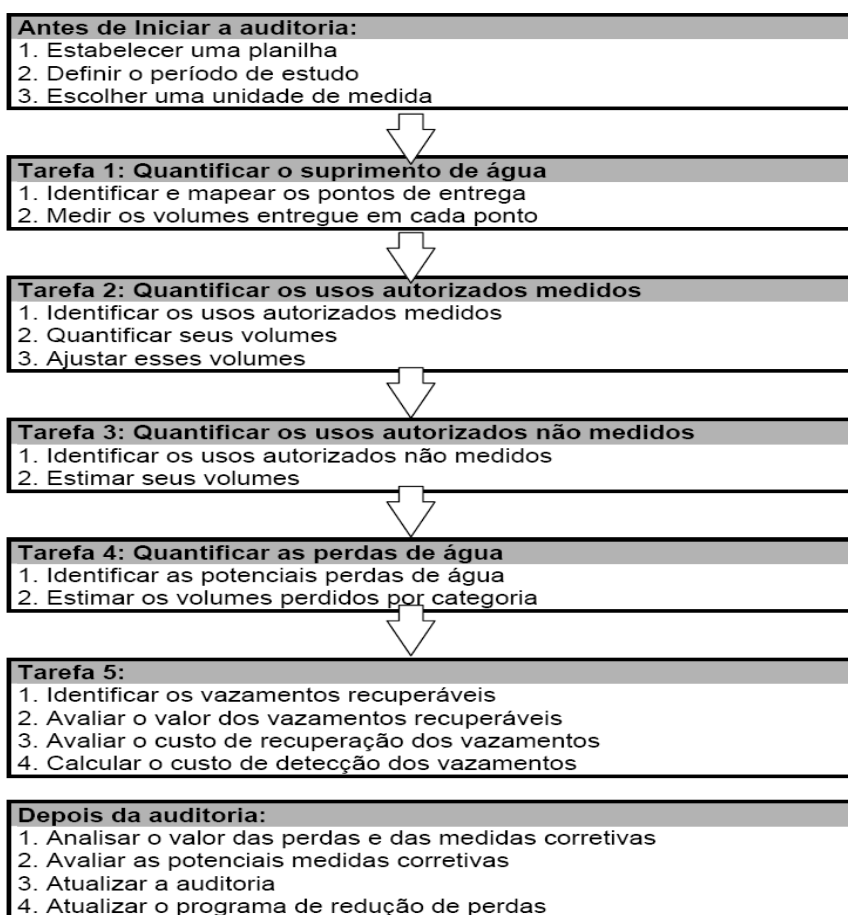 Antes de Iniciar a auditoria:
1. Estabelecer uma planilha
2. Definir o período de estudo
3. Escolher uma unidade de medida
Tarefa 1: Quantificar o suprimento de água
1. Identificar e mapear os pontos de entrega
2. Medir os volumes entregue em cada ponto
Tarefa 2: Quantificar os usos autorizados medidos
1. Identificar os usos autorizados medidos
2. Quantificar seus volumes
3. Ajustar esses volumes
Tarefa 3: Quantificar os usos autorizados não medidos
1. Identificar os usos autorizados não medidos
2. Estimar seus volumes
Tarefa 4: Quantificar as perdas de água
1. Identificar as potenciais perdas de água
2. Estimar os volumes perdidos por categoria
Tarefa 5:
1. Identificar os vazamentos recuperáveis
2. Avaliar o valor dos vazamentos recuperáveis
3. Avaliar o custo de recuperação dos vazamentos
4. Calcular o custo de detecção dos vazamentos
Depois da auditoria:
1. Analisar o valor das perdas e das medidas corretivas
2. Avaliar as potenciais medidas corretivas
3. Atualizar a auditoria
4. Atualizar o programa de redução de perdas